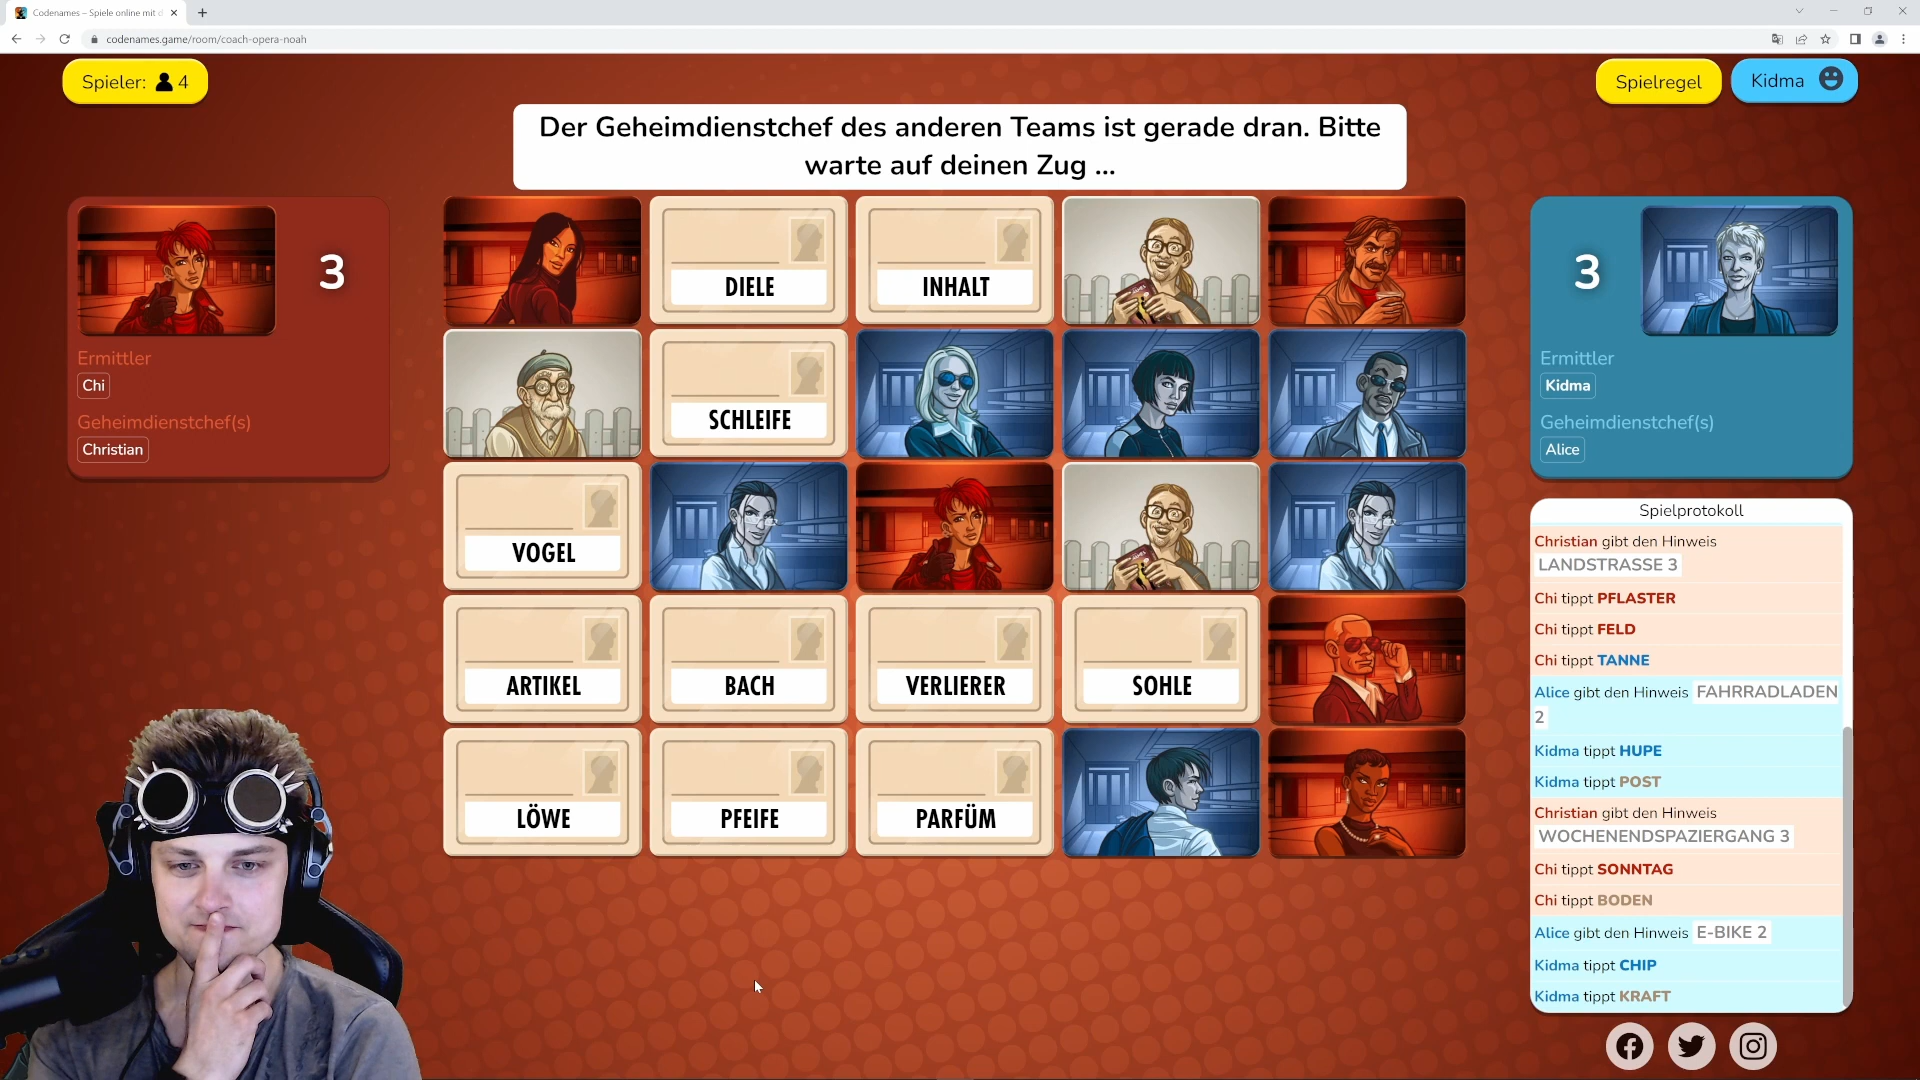 Codenames – Spiele online mit d
codenames.game/room/coach-opera-noah
Spieler: 4
Spielregel
Kidma
Der Geheimdienstchef des anderen Teams ist gerade dran. Bitte
warte auf deinen Zug ...
3
Ermittler
Chi
Geheimdienstchef(s)
Christian
DIELE
INHALT
SCHLEIFE
VOGEL
ARTIKEL
BACH
VERLIERER
SOHLE
LÖWE
PFEIFE
PARFÜM
3
Ermittler
Kidma
Geheimdienstchef(s)
Alice
Spielprotokoll
Christian gibt den Hinweis
LANDSTRASSE 3
Chi tippt PFLASTER
Chi tippt FELD
Chi tippt TANNE
Alice gibt den Hinweis FAHRRADLADEN
2
Kidma tippt HUPE
Kidma tippt POST
Christian gibt den Hinweis
WOCHENENDSPAZIERGANG 3
Chi tippt SONNTAG
Chi tippt BODEN
Alice gibt den Hinweis E-BIKE 2
Kidma tippt CHIP
Kidma tippt KRAFT